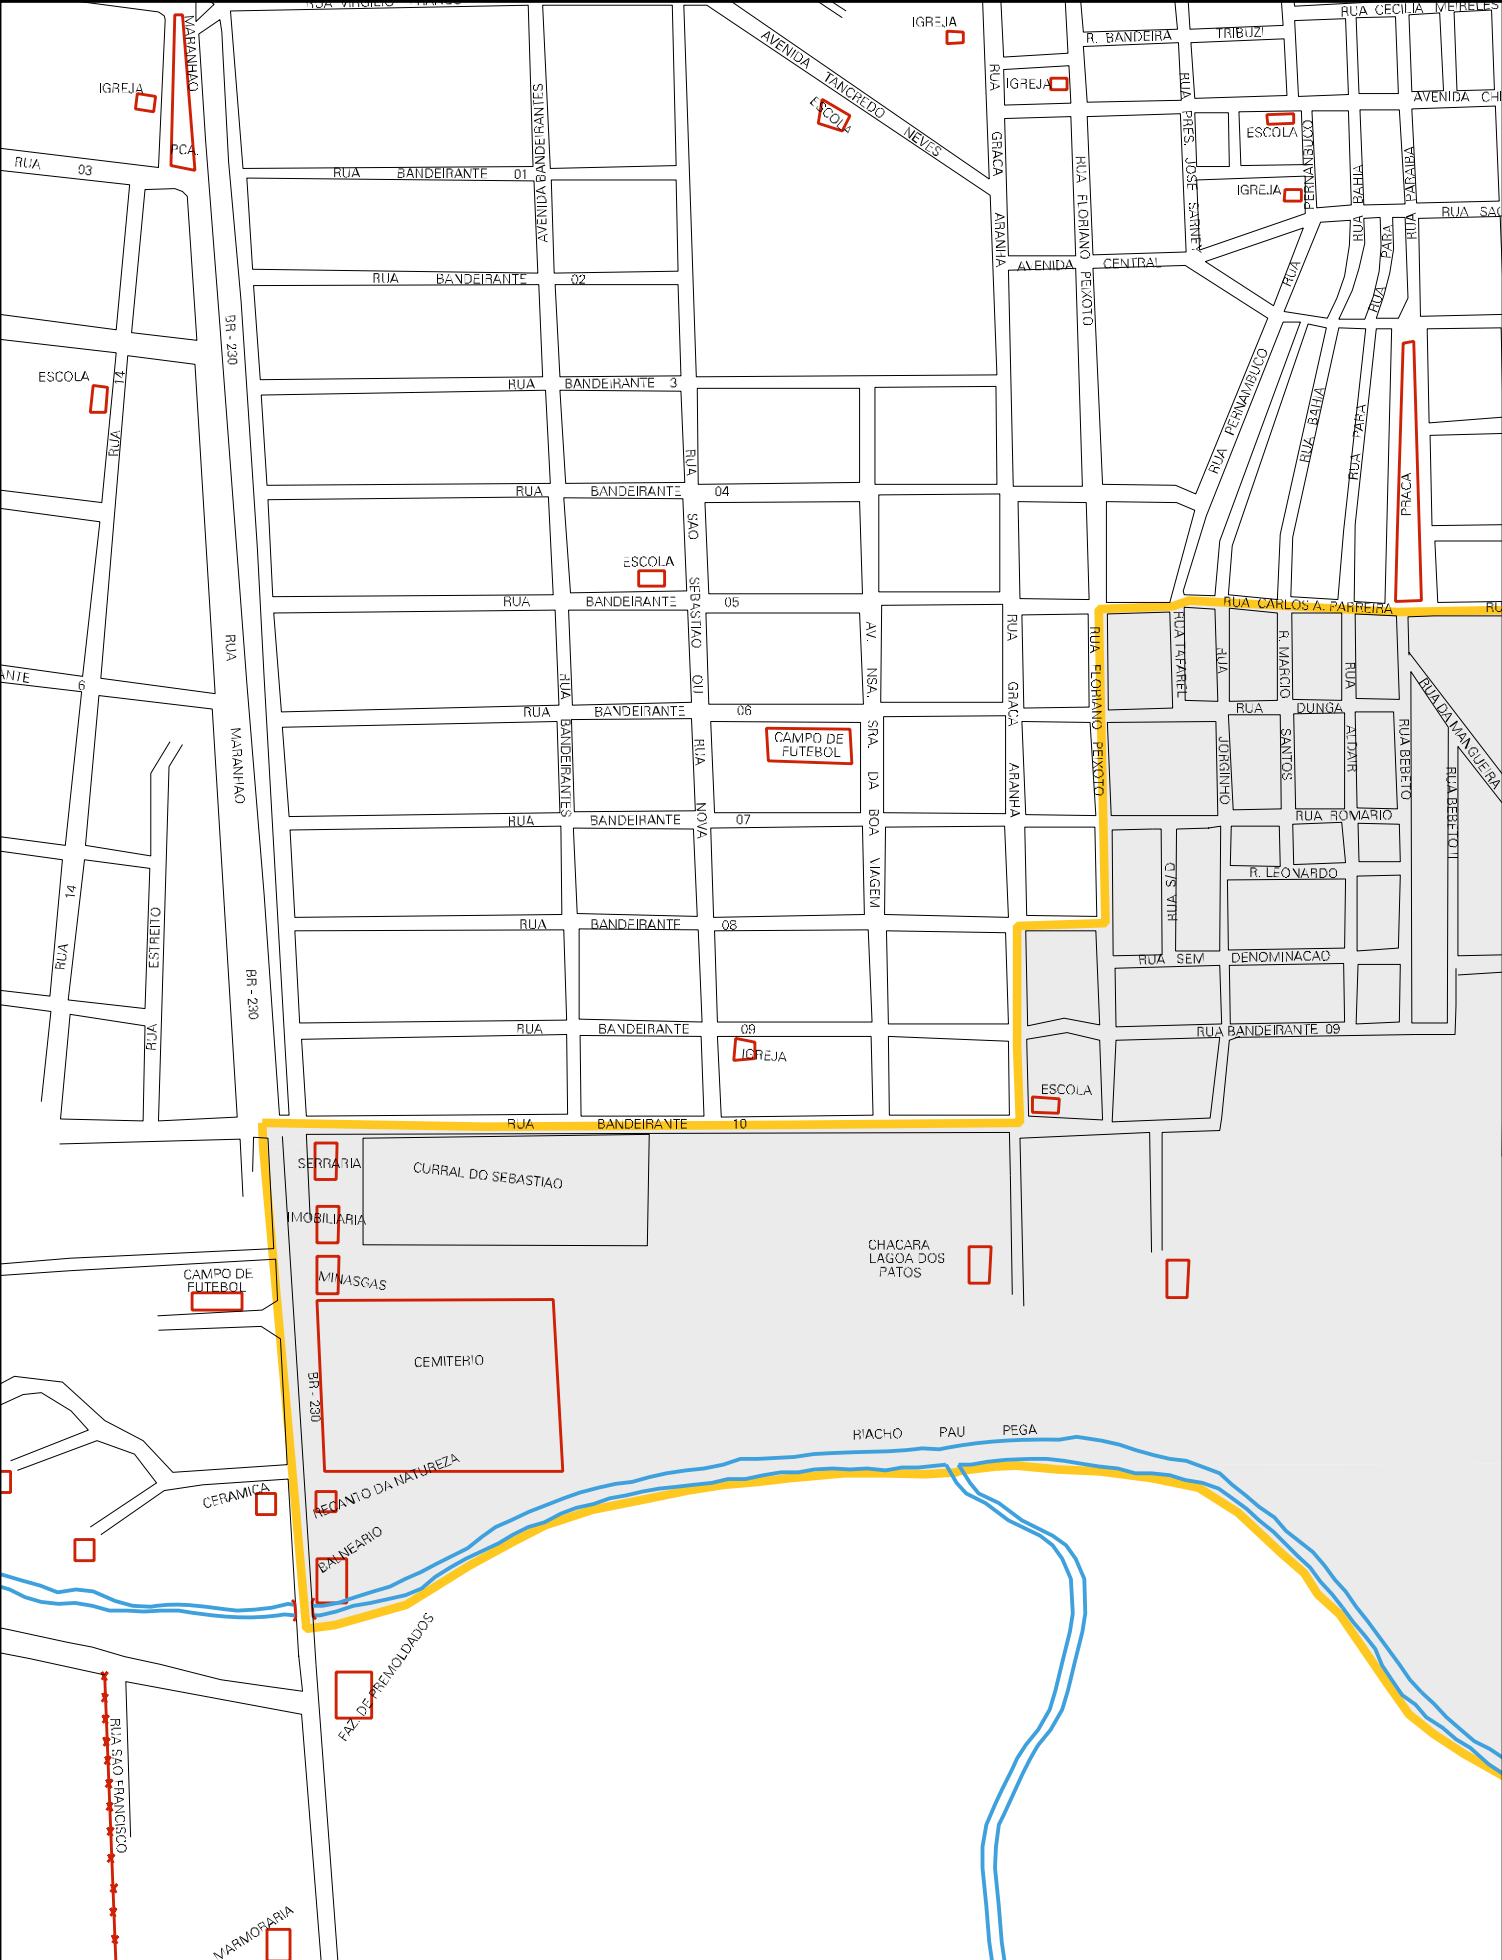 MARANHAO
IGREJA
RUA CECILIA MEIRELES
R. BANDEIRA TRIBUZI
AVENIDA TANCREDO NEVES
IGREJA
IGREJA
ESCOLA
ESCOLA
PCA.
RUA 03
AVENIDA BANDEIRANTES
RUA BANDEIRANTE 01
RUA GRACA ARANHA
RUA FLORIANO PEIXOTO
RUA PRES. JOSE SARNEY
PERNANBUCO
RUA BAHIA
RUA PARAIBA
IGREJA
RUA PARA
RUA
AVENIDA CENTRAL
RUA BANDEIRANTE 02
BR - 230
ESCOLA
RUA 14
RUA BANDEIRANTE 3
RUA PERNAMBUCO
RUA BAHIA
RUA PARA
PRACA
RUA BANDEIRANTE 04
RUA SAO SEBASTIAO OU
RUA NOVA
ESCOLA
RUA BANDEIRANTE 05
RUA CARLOS A. PARREIRA
RUA MARANHAO
6
RUA BANDEIRANTES
AV. NSA. SRA. DA BOA VIAGEM
RUA GRACA ARANHA
RUA FLORIANO PEIXOTO
RUA TAFAREL
RUA JORGINHO
R. MARCIO SANTOS
RUA ALDAIR
RUA BEBETO
RUA BEBETO II
RUA DA MANGUEIRA
RUA DUNGA
RUA BANDEIRANTE 06
CAMPO DE
FUTEBOL
RUA BANDEIRANTE 07
RUA ROMARIO
R. LEONARDO
RUA S/D
RUA 14
RUA ESTREITO
RUA BANDEIRANTE 08
RUA SEM DENOMINACAO
BR - 230
RUA BANDEIRANTE 09
RUA BANDEIRANTE 09
IGREJA
ESCOLA
RUA BANDEIRANTE 10
SERRARIA
CURRAL DO SEBASTIAO
IMOBILIARIA
CHACARA
LAGOA DOS
PATOS
CAMPO DE
FUTEBOL
MINASGAS
CEMITERIO
BR - 230
RIACHO PAU PEGA
RECANTO DA NATUREZA
CERAMICA
BALNEARIO
FAZ. DE PREMOLDADOS
RUA SAO FRANCISCO
MARMORARIA